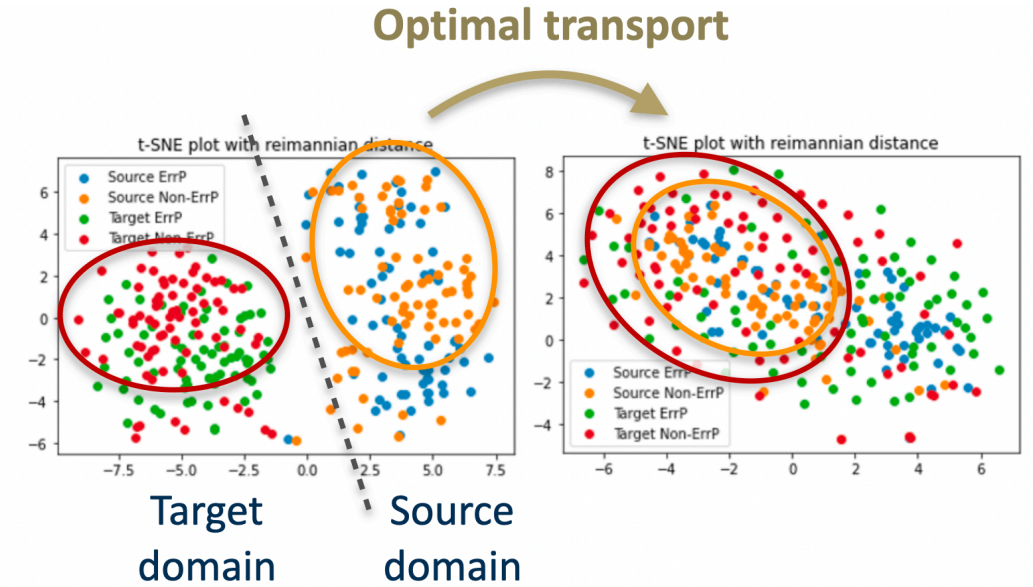 Optimal transport
t-SNE plot with reimannian distance
Source ErrP
Source Non-ErrP
Target ErrP
Target Non-ErrP
6
4
2
0
−2
−4
−6
−7.5 −5.0 −2.5 0.0 2.5 5.0 7.5
Target
domain
Source
domain
t-SNE plot with reimannian distance
8
6
4
2
0
−2
−4
Source ErrP
Source Non-ErrP
Target ErrP
Target Non-ErrP
−6 −4 −2 0 2 4 6